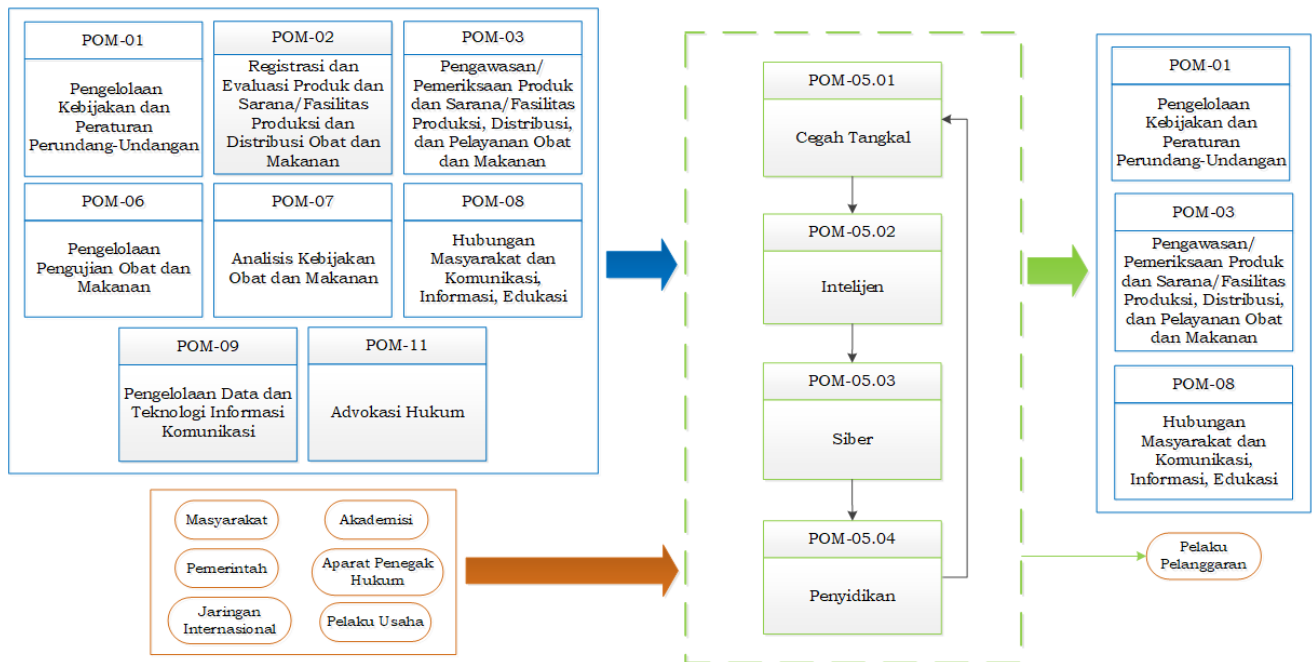 POM-01
Pengelolaan
Kebijakan dan
Peraturan
Perundang-Undangan
POM-02
Registrasi dan
Evaluasi Produk dan
Sarana/Fasilitas
Produksi dan
Distribusi Obat dan
Makanan
POM-03
Pengawasan/
Pemeriksaan Produk
dan Sarana/Fasilitas
Produksi, Distribusi,
dan Pelayanan Obat
dan Makanan
POM-06
Pengelolaan
Pengujian Obat dan
Makanan
POM-07
Analisis Kebijakan
Obat dan Makanan
POM-08
Hubungan
Masyarakat dan
Komunikasi,
Informasi, Edukasi
POM-09
Pengelolaan Data dan
Teknologi Informasi
Komunikasi
POM-11
Advokasi Hukum
Masyarakat
Akademisi
Pemerintah
Aparat Penegak
Hukum
Jaringan
Internasional
Pelaku Usaha
POM-05.01
Cegah Tangkal
POM-05.02
Intelijen
POM-05.03
Siber
POM-05.04
Penyidikan
POM-01
Pengelolaan
Kebijakan dan
Peraturan
Perundang-Undangan
POM-03
Pengawasan/
Pemeriksaan Produk
dan Sarana/Fasilitas
Produksi, Distribusi,
dan Pelayanan Obat
dan Makanan
POM-08
Hubungan
Masyarakat dan
Komunikasi,
Informasi, Edukasi
Pelaku
Pelanggaran